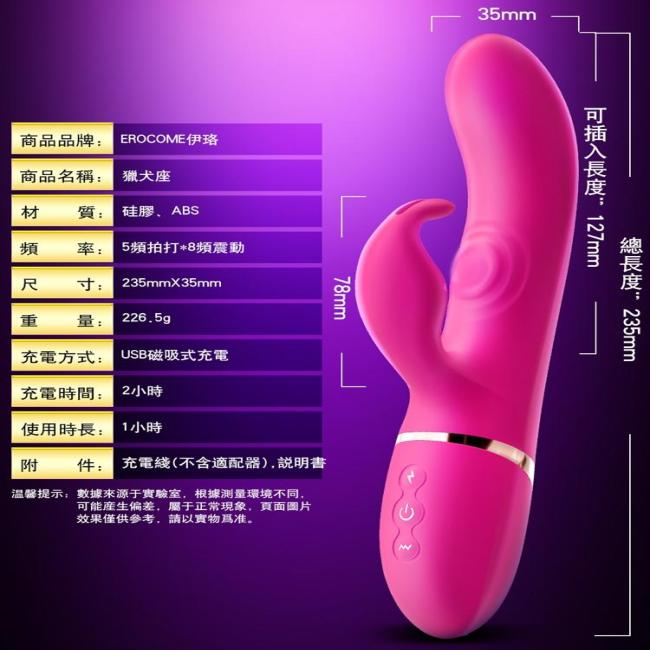 35mm
商品品牌： EROCOME伊珞
商品名稱： 獵犬座
材 質： 硅膠、ABS
頻 率： 5頻拍打*8頻震動
尺 寸： 235mmX35mm
重 量： 226.5g
充電方式： USB磁吸式充電
充電時間： 2小時
使用時長： 1小時
附 件： 充電綫(不含適配器),説明書
溫馨提示：數據來源于實驗室，根據測量環境不同，
可能産生偏差，屬于正常現象，頁面圖片
效果僅供參考，請以實物爲准。
78mm
可插入長度：127mm
總長度：235mm